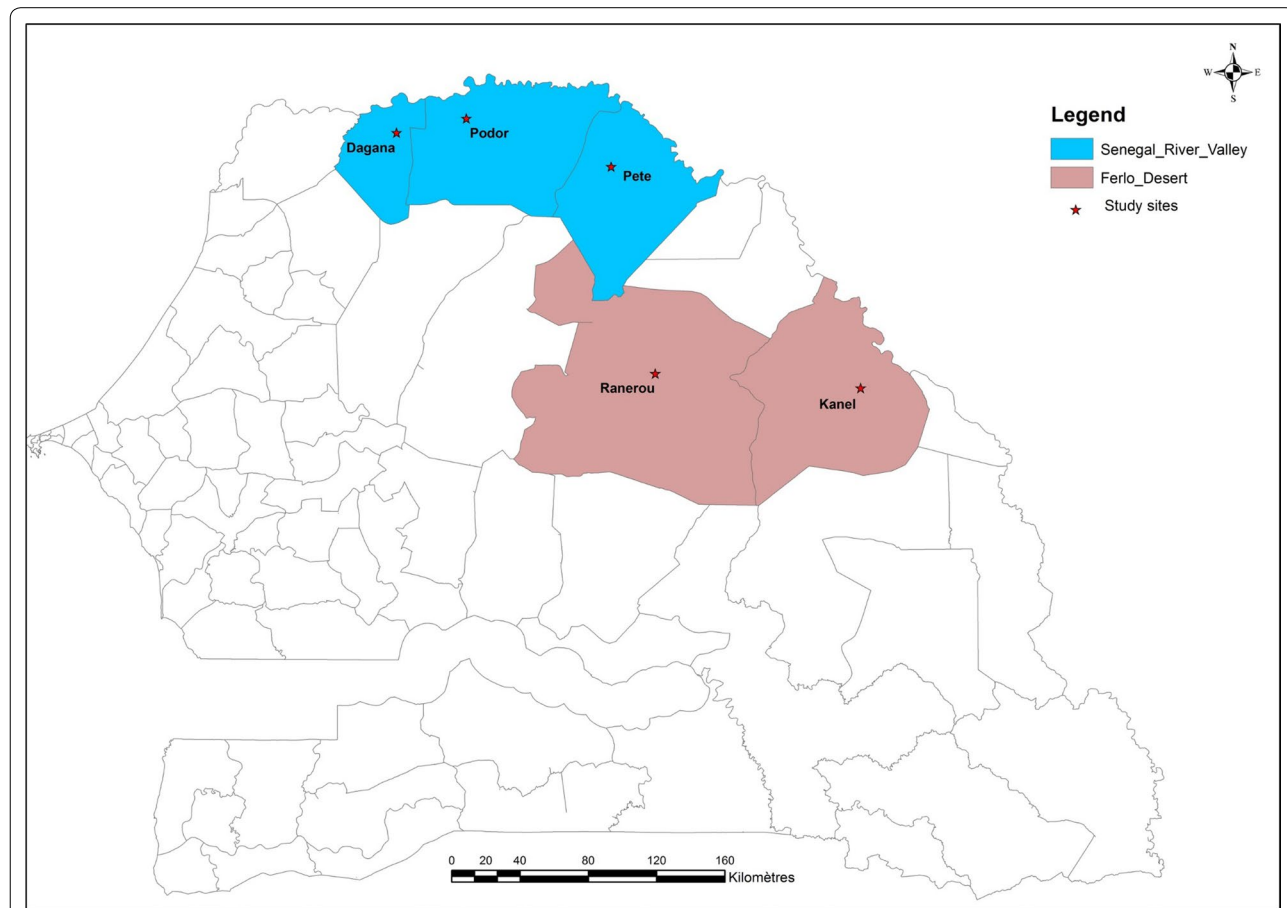 N
W E
S
Legend
Senegal_River_Valley
Ferlo_Desert
Study sites
Dagana
Podor
Pete
Ranerou
Kanel
0 20 40 80 120 160
Kilomètres